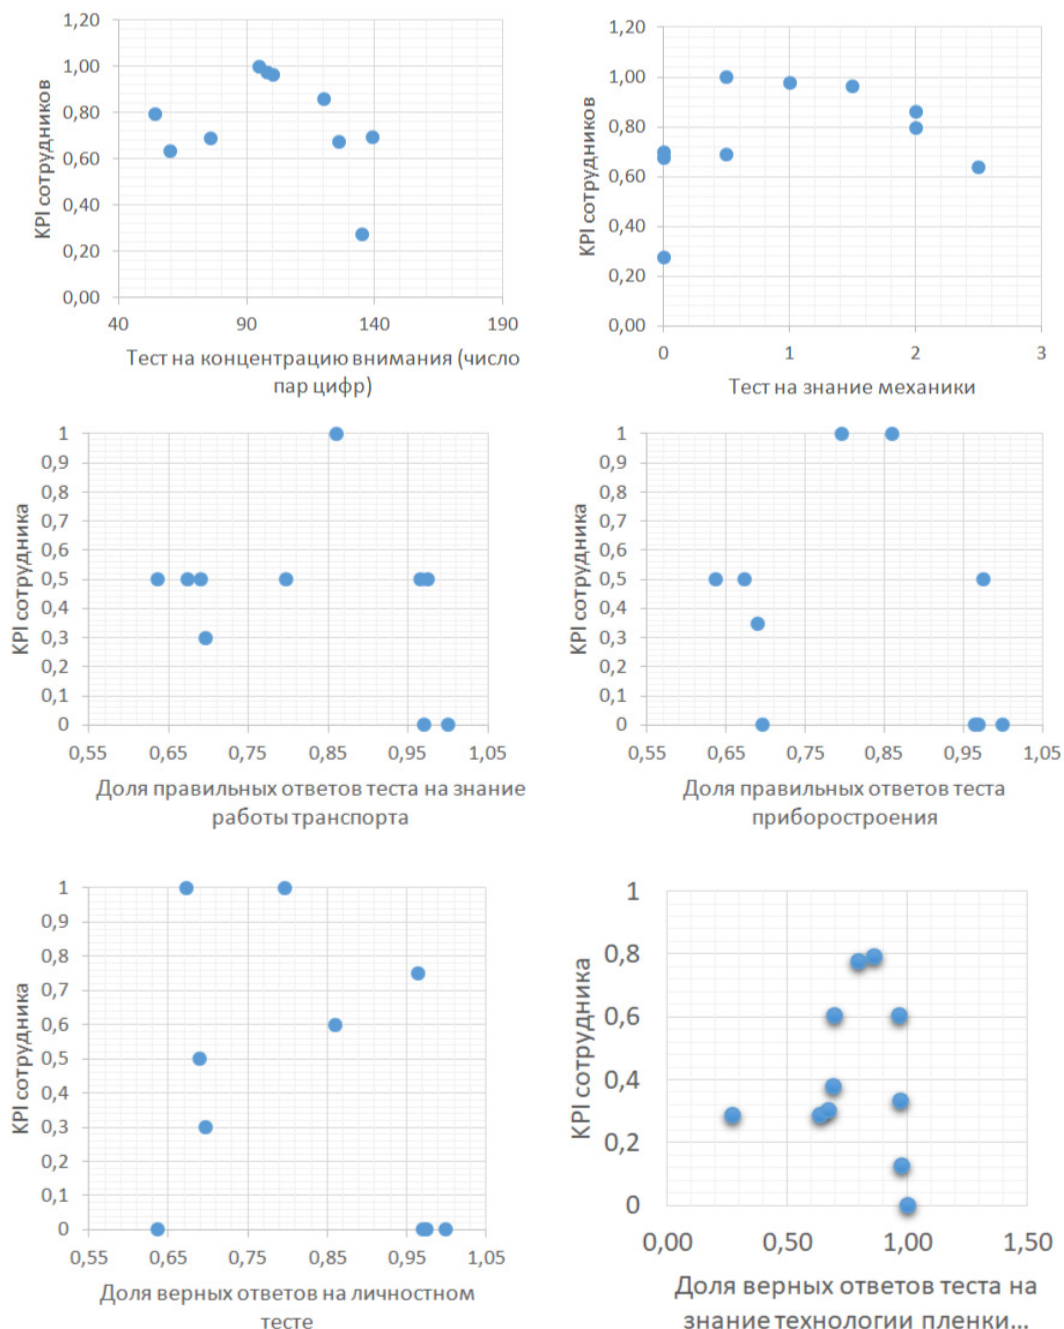 1,20
1,00
0,80
0,60
0,40
0,20
0,00
KPI сотрудников
40 90 140 190
Тест на концентрацию внимания (число
пар цифр)
1,20
1,00
0,80
0,60
0,40
0,20
0,00
KPI сотрудников
0 1 2 3
Тест на знание механики
1
0,9
0,8
0,7
0,6
0,5
0,4
0,3
0,2
0,1
0
KPI сотрудника
0,55 0,65 0,75 0,85 0,95 1,05
Доля правильных ответов теста на знание
работы транспорта
1
0,9
0,8
0,7
0,6
0,5
0,4
0,3
0,2
0,1
0
KPI сотрудника
0,55 0,65 0,75 0,85 0,95 1,05
Доля правильных ответов теста
приборостроения
1
0,9
0,8
0,7
0,6
0,5
0,4
0,3
0,2
0,1
0
KPI сотрудника
0,55 0,65 0,75 0,85 0,95 1,05
Доля верных ответов на личностном
тесте
1
0,8
0,6
0,4
0,2
0
KPI сотрудника
0,00 0,50 1,00 1,50
Доля верных ответов теста на
знание технологии пленки...